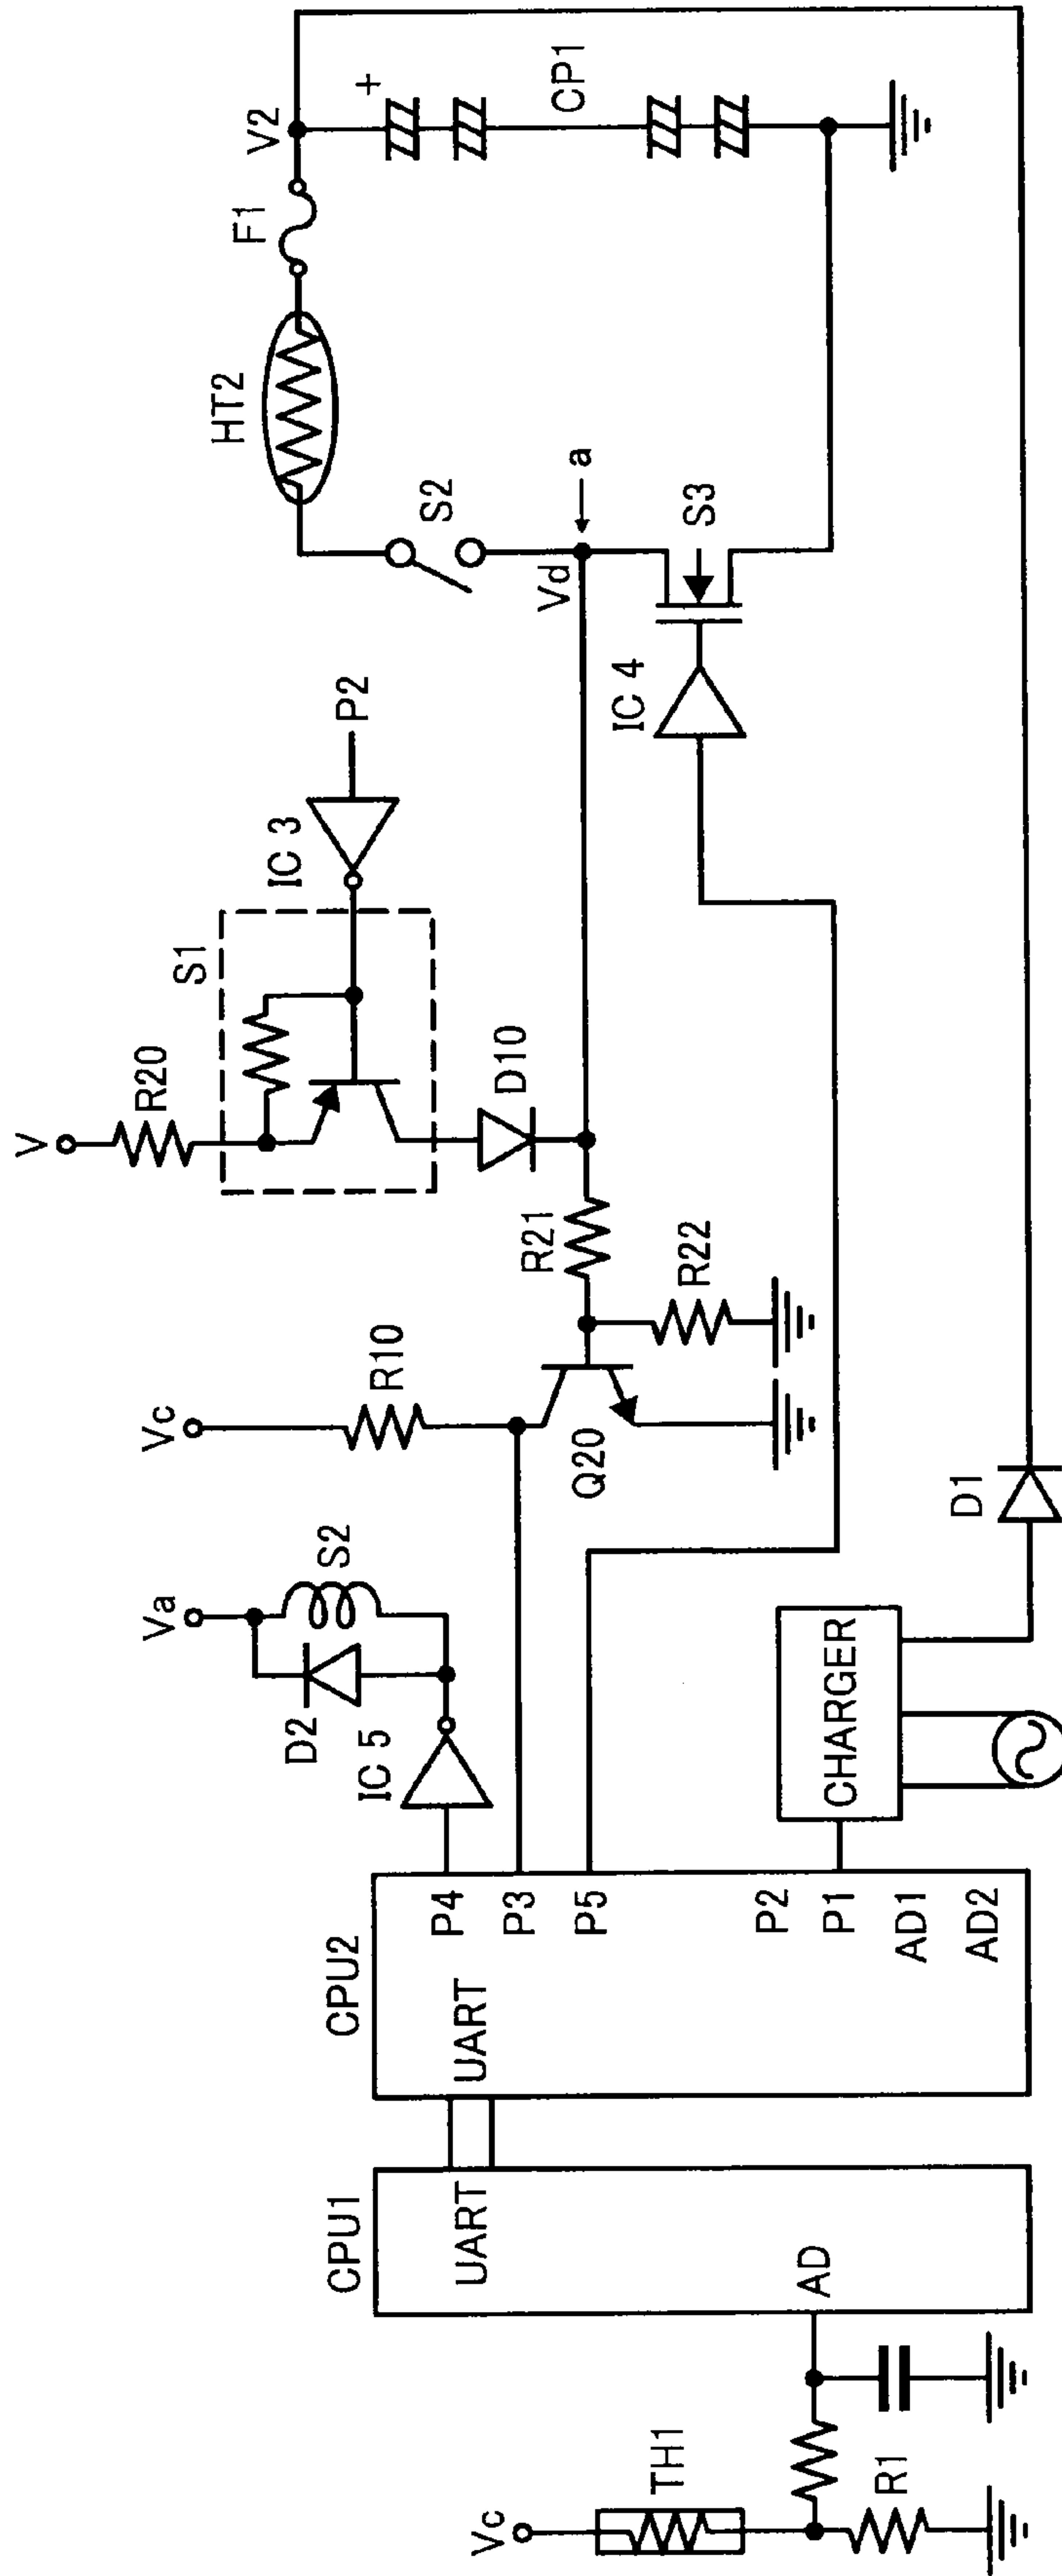 V2
+
CP1
F1
HT2
S2
a
Vd
S3
IC 4
P2
IC 3
S1
V
R20
D10
R21
R22
Vc
R10
Q20
Va
S2
D2
IC 5
D1
CHARGER
CPU2
P4
P3
P5
P2
P1
AD1
AD2
UART
CPU1
UART
AD
TH1
Vc
R1